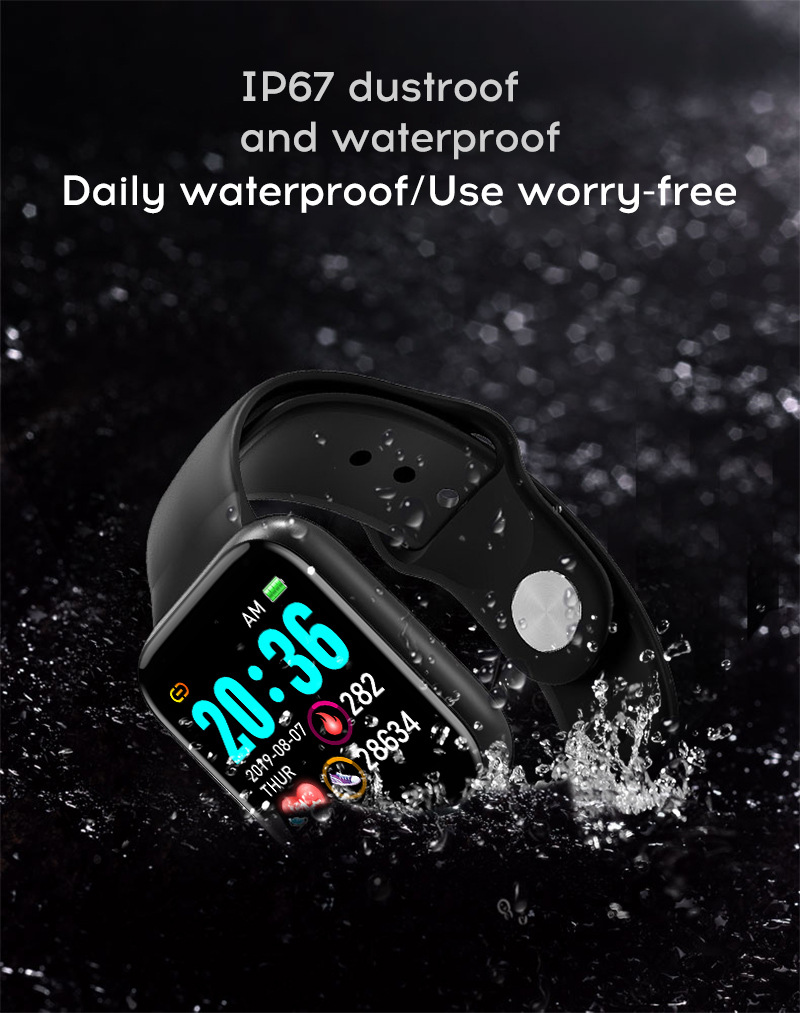 IP67 dustroof
and waterproof
Daily waterproof/Use worry-free
AM
20:36
282
2019-08-07
28634
THUR